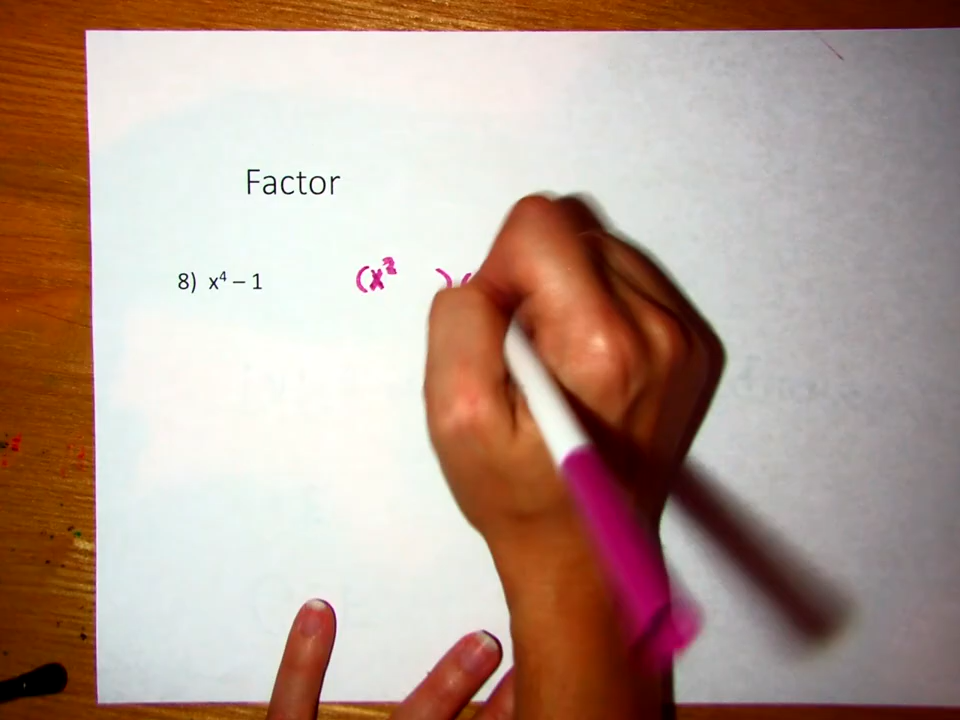 Factor
8) x⁴ – 1 (x² )(